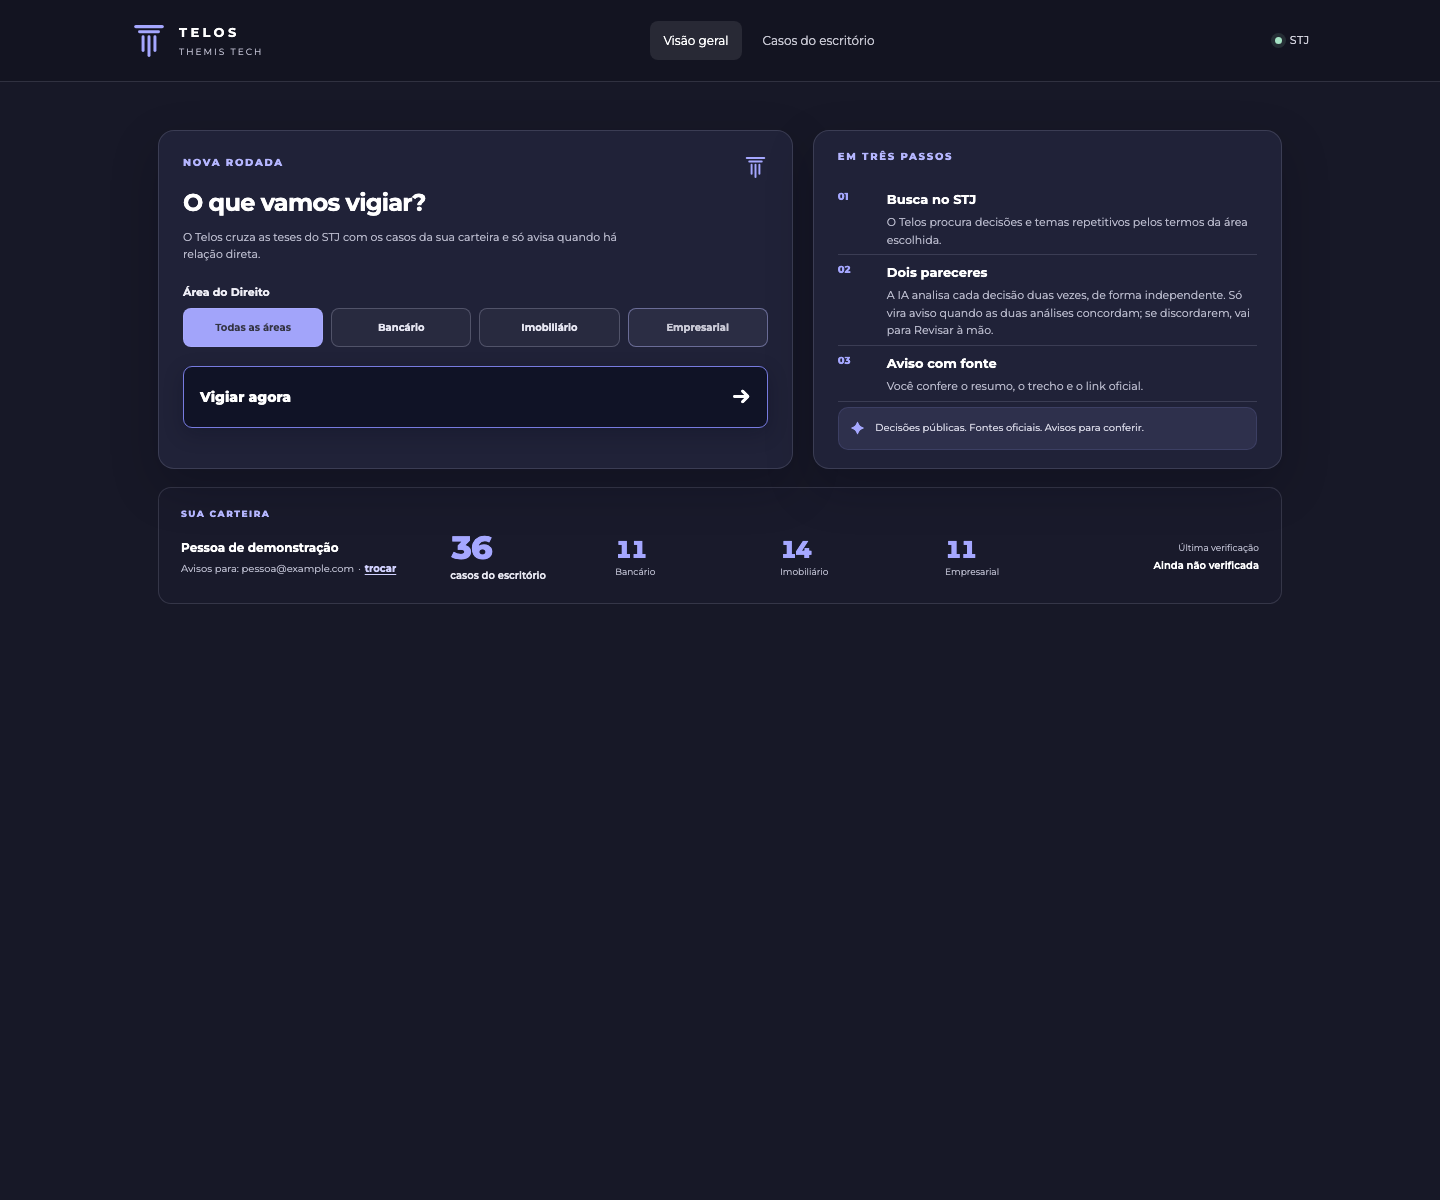 TELOS
THEMIS TECH
Visão geral
Casos do escritório
STJ
NOVA RODADA
O que vamos vigiar?
O Telos cruza as teses do STJ com os casos da sua carteira e só avisa quando há
relação direta.
Área do Direito
Todas as áreas
Bancário
Imobiliário
Empresarial
Vigiar agora
EM TRÊS PASSOS
01
Busca no STJ
O Telos procura decisões e temas repetitivos pelos termos da área
escolhida.
02
Dois pareceres
A IA analisa cada decisão duas vezes, de forma independente. Só
vira aviso quando as duas análises concordam; se discordarem, vai
para Revisar à mão.
03
Aviso com fonte
Você confere o resumo, o trecho e o link oficial.
Decisões públicas. Fontes oficiais. Avisos para conferir.
SUA CARTEIRA
Pessoa de demonstração
Avisos para: pessoa@example.com · trocar
36
casos do escritório
11
Bancário
14
Imobiliário
11
Empresarial
Última verificação
Ainda não verificada